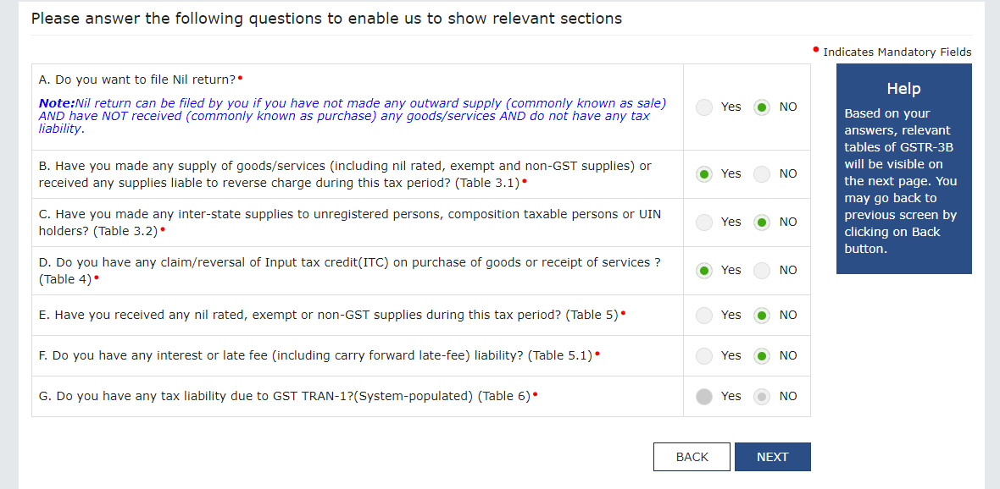 Please answer the following questions to enable us to show relevant sections
• Indicates Mandatory Fields
A. Do you want to file Nil return?•
Note:Nil return can be filed by you if you have not made any outward supply (commonly known as sale)
AND have NOT received (commonly known as purchase) any goods/services AND do not have any tax
liability.
Yes NO
B. Have you made any supply of goods/services (including nil rated, exempt and non-GST supplies) or
received any supplies liable to reverse charge during this tax period? (Table 3.1)•
Yes NO
C. Have you made any inter-state supplies to unregistered persons, composition taxable persons or UIN
holders? (Table 3.2)•
Yes NO
D. Do you have any claim/reversal of Input tax credit(ITC) on purchase of goods or receipt of services ?
(Table 4)•
Yes NO
E. Have you received any nil rated, exempt or non-GST supplies during this tax period? (Table 5)•
Yes NO
F. Do you have any interest or late fee (including carry forward late-fee) liability? (Table 5.1)•
Yes NO
G. Do you have any tax liability due to GST TRAN-1?(System-populated) (Table 6)•
Yes NO
Help
Based on your
answers, relevant
tables of GSTR-3B
will be visible on
the next page. You
may go back to
previous screen by
clicking on Back
button.
BACK NEXT